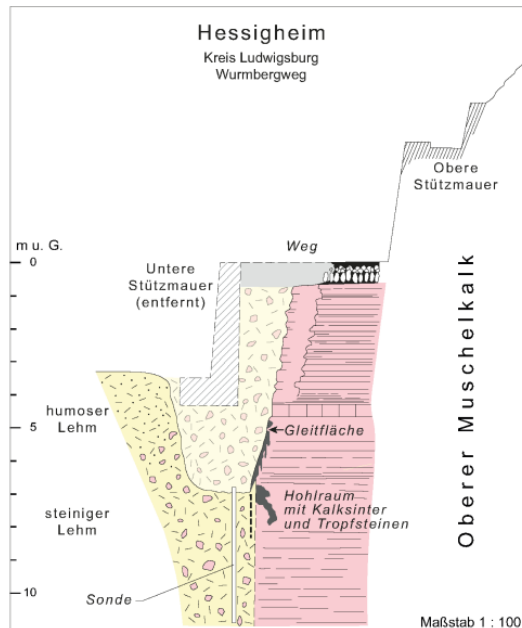 Hessigheim
Kreis Ludwigsburg
Wurmbergweg
Obere
Stützmauer
m u. G.
Weg
0
Untere
Stützmauer
(entfernt)
Oberer Muschelkalk
humoser
Lehm
5
Gleitfläche
Hohlraum
mit Kalksinter
und Tropfsteinen
steiniger
Lehm
10
Sonde
Maßstab 1 : 100